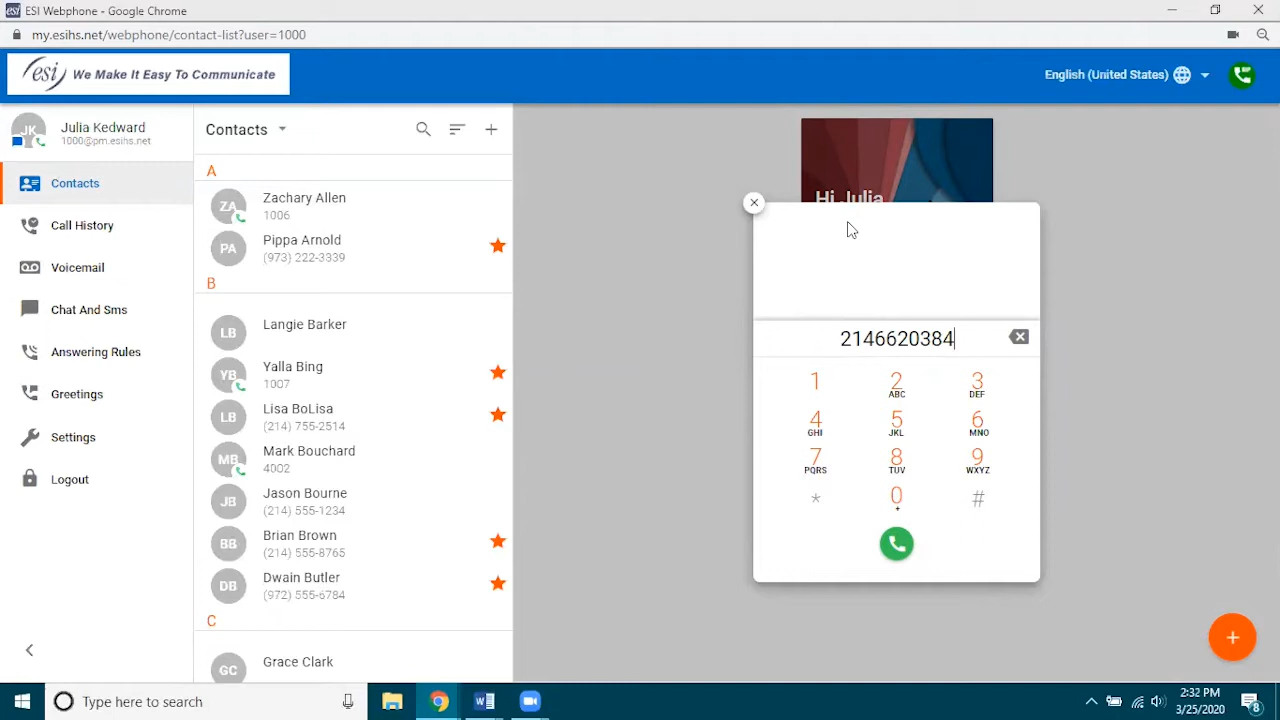 ESI Webphone - Google Chrome
my.esihs.net/webphone/contact-list?user=1000
esi We Make It Easy To Communicate
English (United States)
JK
Julia Kedward
1000@pm.esihs.net
Contacts
Call History
Voicemail
Chat And Sms
Answering Rules
Greetings
Settings
Logout
Contacts
A
ZA
Zachary Allen
1006
PA
Pippa Arnold
(973) 222-3339
B
LB
Langie Barker
YB
Yalla Bing
1007
LB
Lisa BoLisa
(214) 755-2514
MB
Mark Bouchard
4002
JB
Jason Bourne
(214) 555-1234
BB
Brian Brown
(214) 555-8765
DB
Dwain Butler
(972) 555-6784
C
GC
Grace Clark
Hi Julia
2146620384
1 2 3
ABC DEF
4 5 6
GHI JKL MNO
7 8 9
PQRS TUV WXYZ
* 0 #
+
Type here to search
2:32 PM
3/25/2020
8